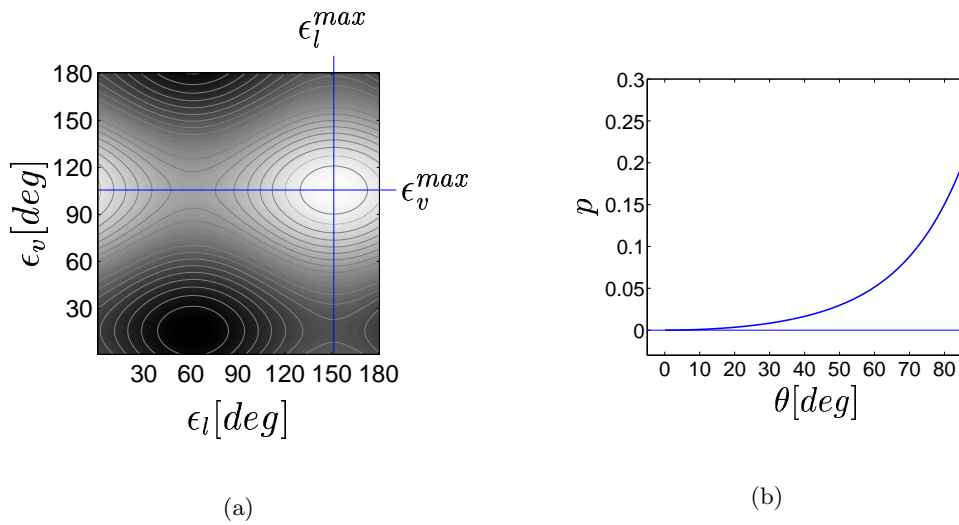 ϵ_l^{max}
180
150
120
90
60
30
ϵ_v[deg]
ϵ_v^{max}
30 60 90 120 150 180
ϵ_l[deg]
(a)
0.3
0.25
0.2
0.15
0.1
0.05
0
p
0 10 20 30 40 50 60 70 80
θ[deg]
(b)